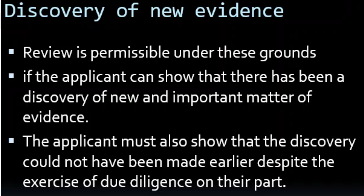 Discovery of new evidence
• Review is permissible under these grounds
• if the applicant can show that there has been a
discovery of new and important matter of
evidence.
• The applicant must also show that the discovery
could not have been made earlier despite the
exercise of due diligence on their part.